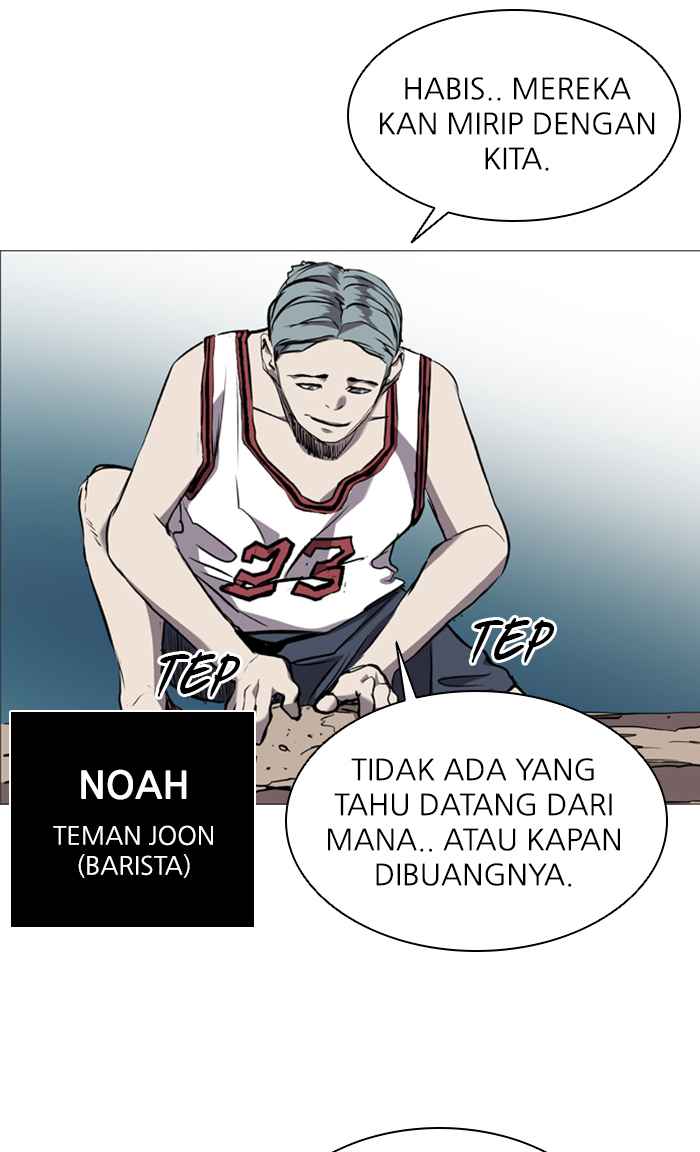 HABIS.. MEREKA
KAN MIRIP DENGAN
KITA.
23
TEP
TEP
NOAH
TEMAN JOON
(BARISTA)
TIDAK ADA YANG
TAHU DATANG DARI
MANA.. ATAU KAPAN
DIBUANGNYA.